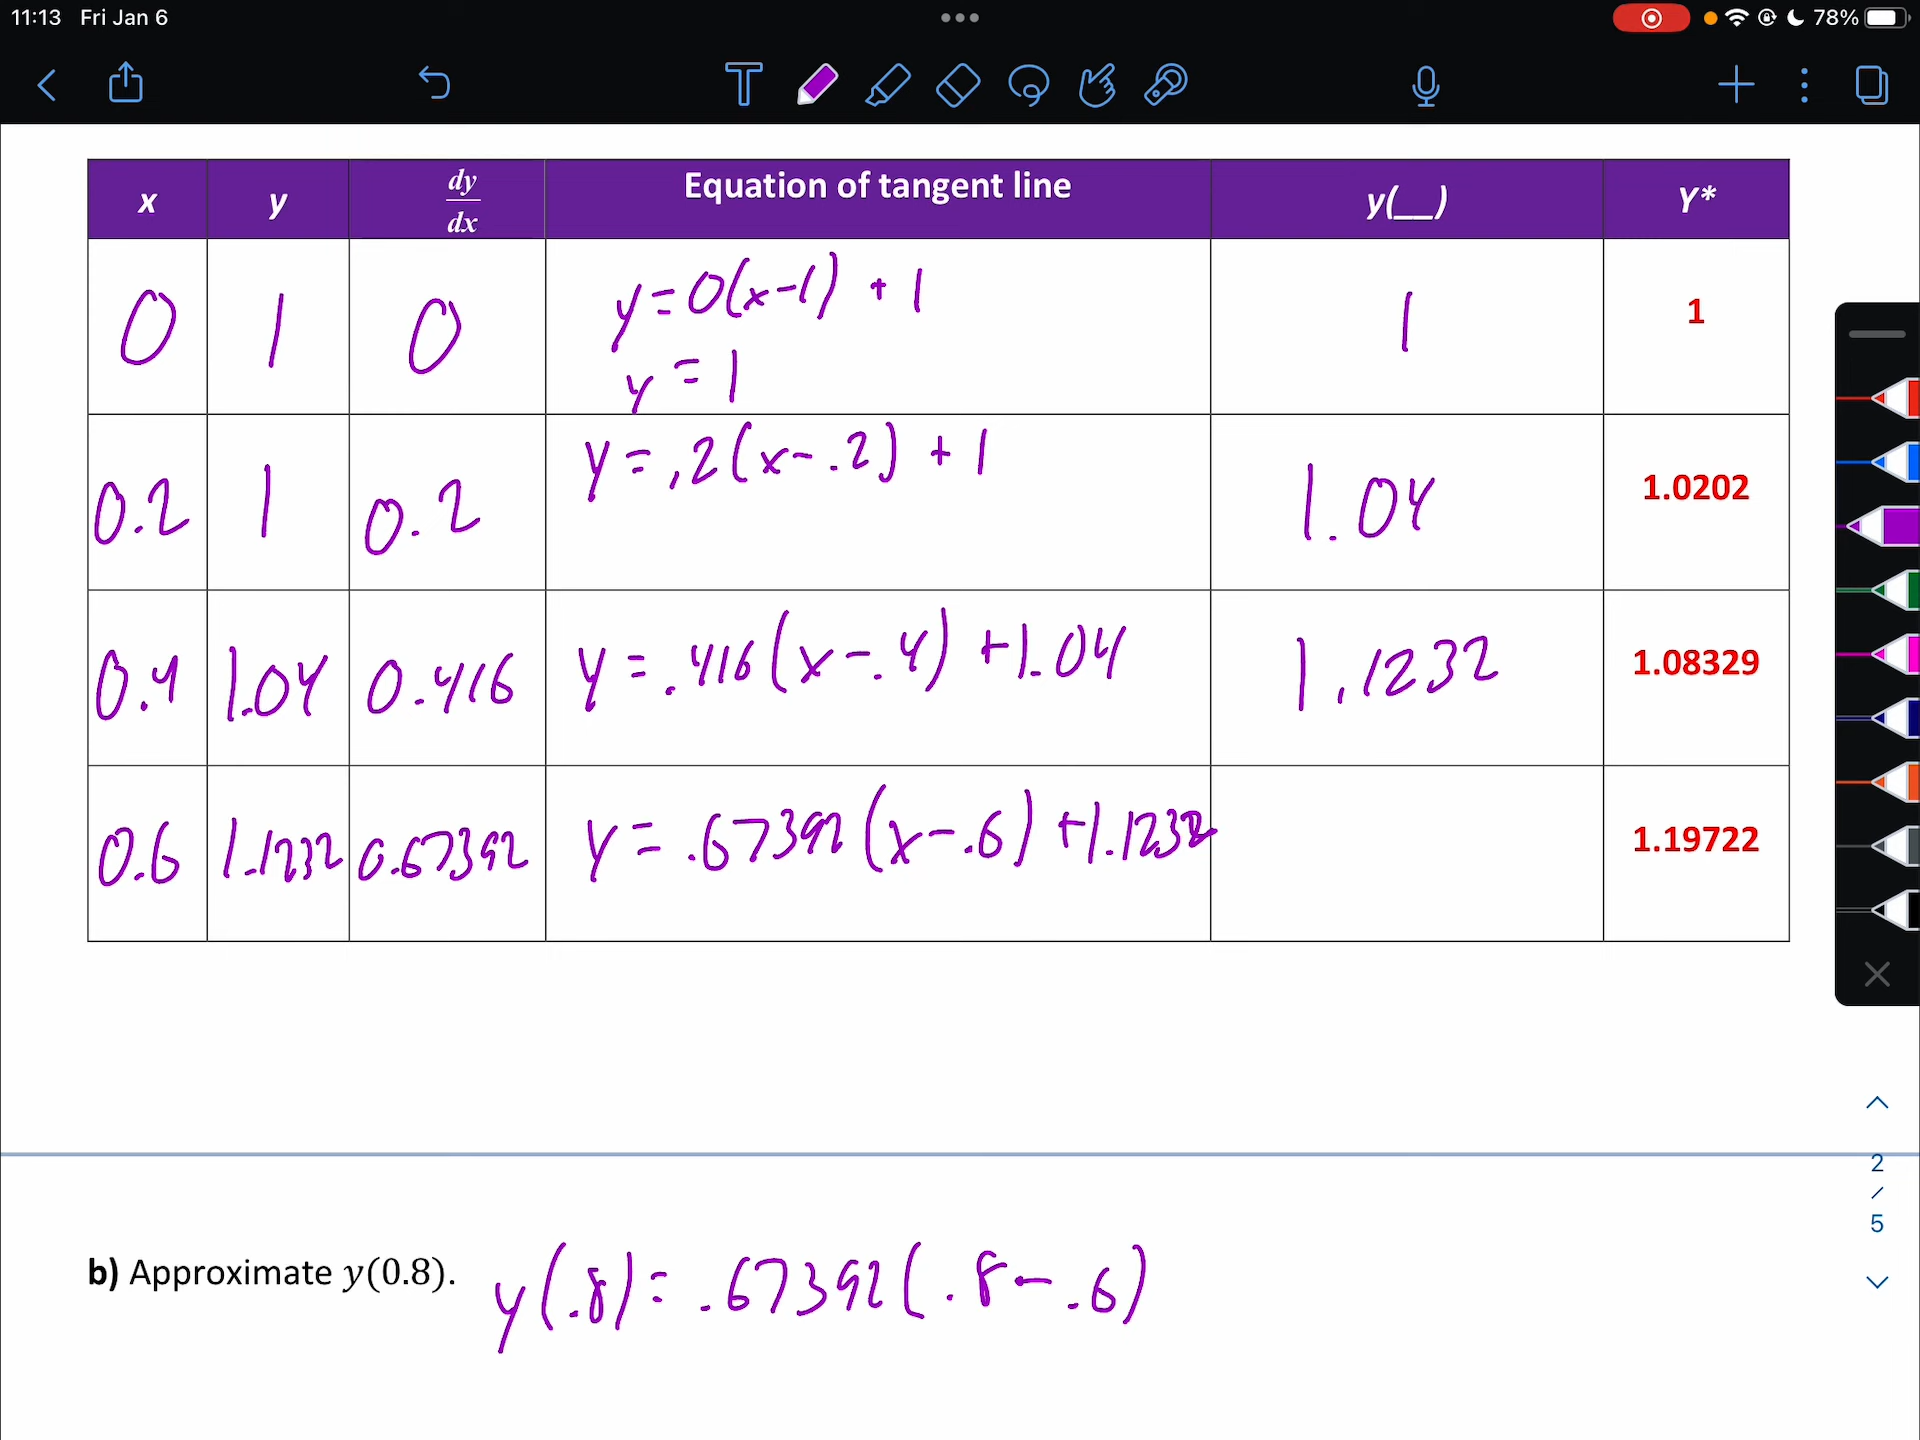 11:13 Fri Jan 6 78%
x y dy/dx Equation of tangent line y(__) Y*
0 1 0 y=0(x-1) + 1 1 1
y = 1
0.2 1 0.2 y = .2(x-.2) + 1 1.04 1.0202
0.4 1.04 0.416 y = .416(x-.4) +1.04 1.1232 1.08329
0.6 1.1232 0.67392 y = .67392(x-.6) +1.1232 1.19722
2
/
5
b) Approximate y(0.8). y(.8)= .67392(.8-.6)